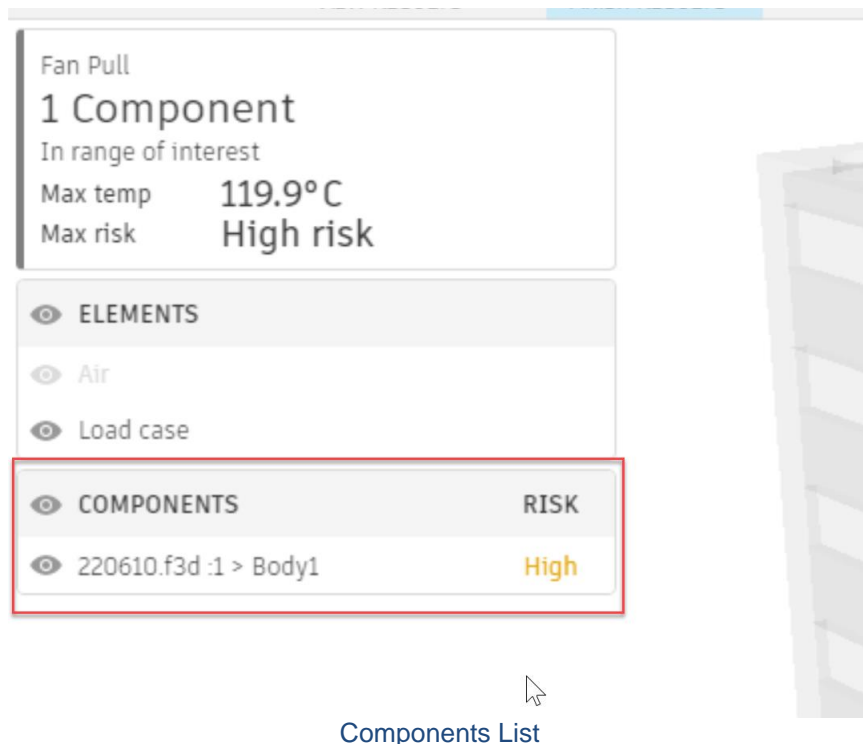 Fan Pull
1 Component
In range of interest
Max temp 119.9°C
Max risk High risk
ELEMENTS
Air
Load case
COMPONENTS RISK
220610.f3d :1 > Body1 High
Components List